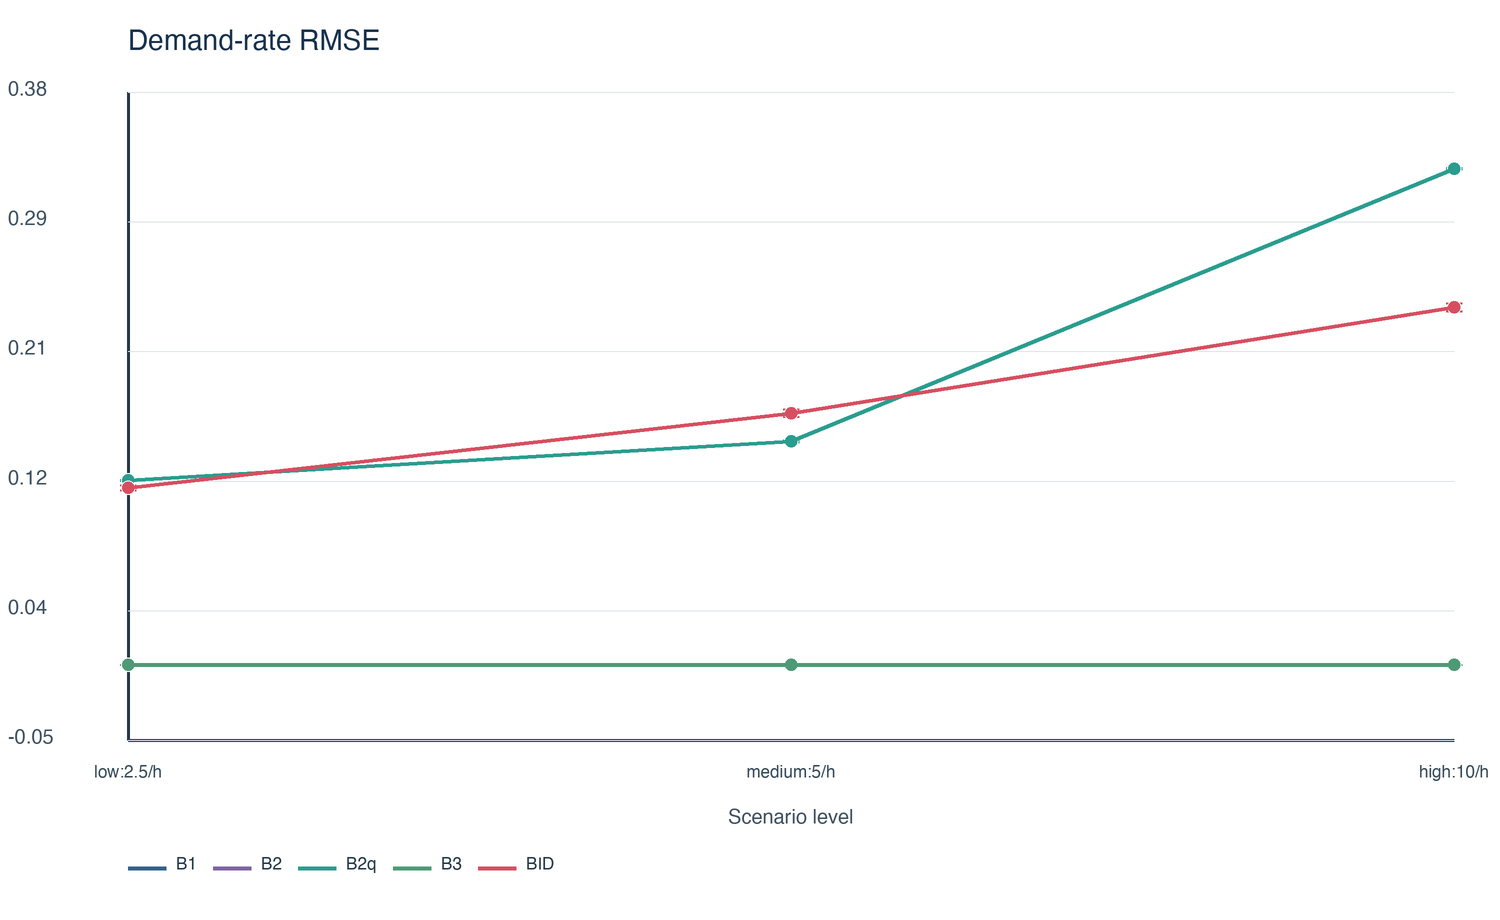 Demand-rate RMSE
0.38
0.29
0.21
0.12
0.04
-0.05
low:2.5/h medium:5/h high:10/h
Scenario level
B1 B2 B2q B3 BID